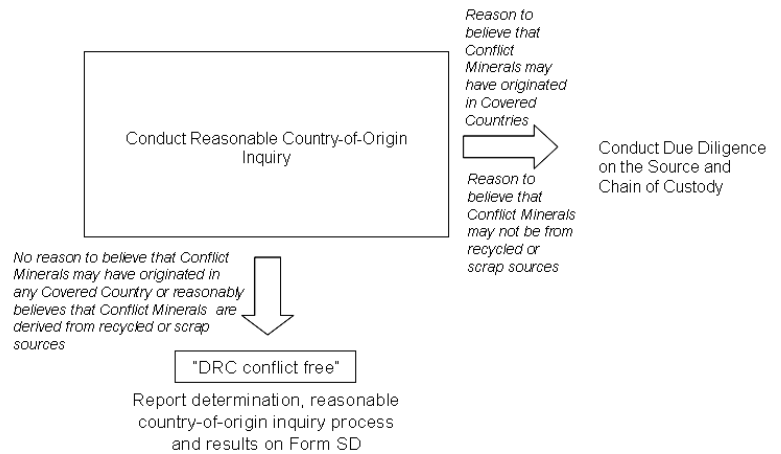 Reason to
believe that
Conflict
Minerals may
have originated
in Covered
Countries
Conduct Reasonable Country-of-Origin
Inquiry
Conduct Due Diligence
on the Source and
Chain of Custody
Reason to
believe that
Conflict Minerals
may not be from
recycled or
scrap sources
No reason to believe that Conflict
Minerals may have originated in
any Covered Country or reasonably
believes that Conflict Minerals are
derived from recycled or scrap
sources
"DRC conflict free"
Report determination, reasonable
country-of-origin inquiry process
and results on Form SD